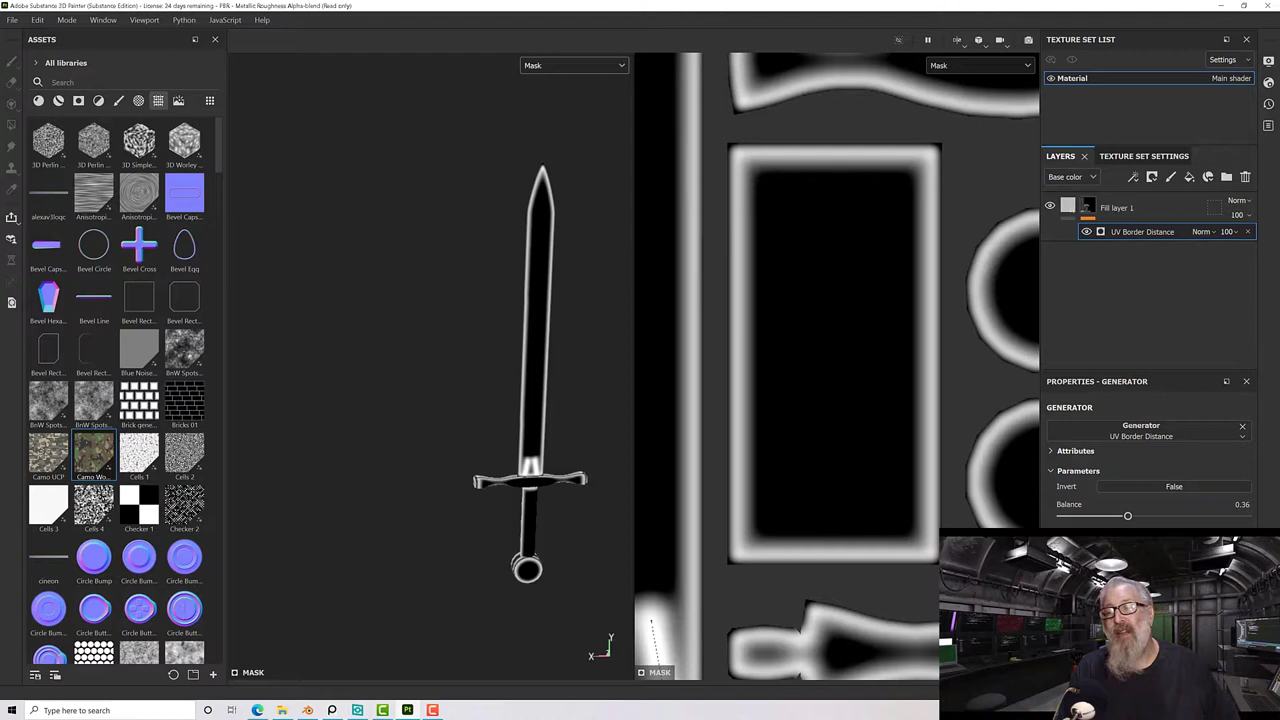 Adobe Substance 3D Painter (Substance Edition) - License: 24 days remaining - PBR - Metallic Roughness Alpha-blend (Read only)
File Edit Mode Window Viewport Python JavaScript Help
ASSETS
All libraries
Search
3D Perlin ... 3D Perlin ... 3D Simple... 3D Worley ...
alexav3loqc Anisotropi... Anisotropi... Bevel Caps...
Bevel Caps... Bevel Circle Bevel Cross Bevel Egg
Bevel Hexa... Bevel Line Bevel Rect... Bevel Rect...
Bevel Rect... Bevel Rect... Blue Noise... BnW Spots...
BnW Spots... BnW Spots... Brick gene... Bricks 01
Camo UCP Camo Wo... Cells 1 Cells 2
Cells 3 Cells 4 Checker 1 Checker 2
cineon Circle Bump Circle Bum... Circle Bum...
Circle Bum... Circle Butt... Circle Butt... Circle Butt...
Mask
Y
X
MASK
Mask
MASK
TEXTURE SET LIST
Settings
Material Main shader
LAYERS TEXTURE SET SETTINGS
Base color
Fill layer 1 Norm
100
UV Border Distance Norm 100
PROPERTIES - GENERATOR
GENERATOR
Generator
UV Border Distance
Attributes
Parameters
Invert False
Balance 0.36
Type here to search